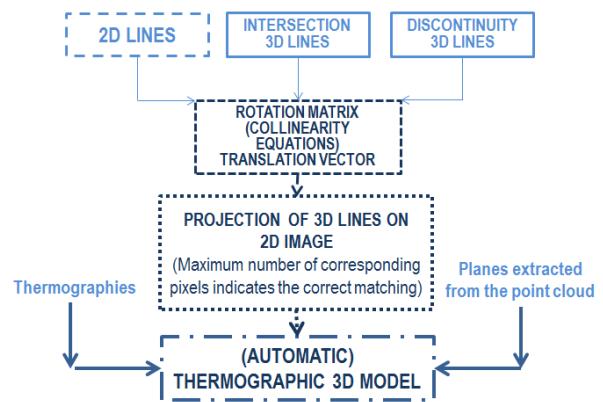 2D LINES
INTERSECTION
3D LINES
DISCONTINUITY
3D LINES
ROTATION MATRIX
(COLLINEARITY
EQUATIONS)
TRANSLATION VECTOR
PROJECTION OF 3D LINES ON
2D IMAGE
(Maximum number of corresponding
pixels indicates the correct matching)
Thermographies
Planes extracted
from the point cloud
(AUTOMATIC)
THERMOGRAPHIC 3D MODEL